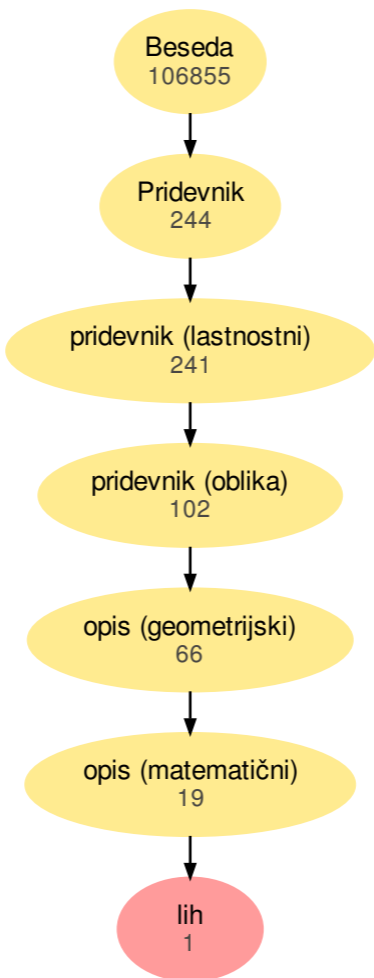 Beseda
106855
Pridevnik
244
pridevnik (lastnostni)
241
pridevnik (oblika)
102
opis (geometrijski)
66
opis (matematični)
19
lih
1